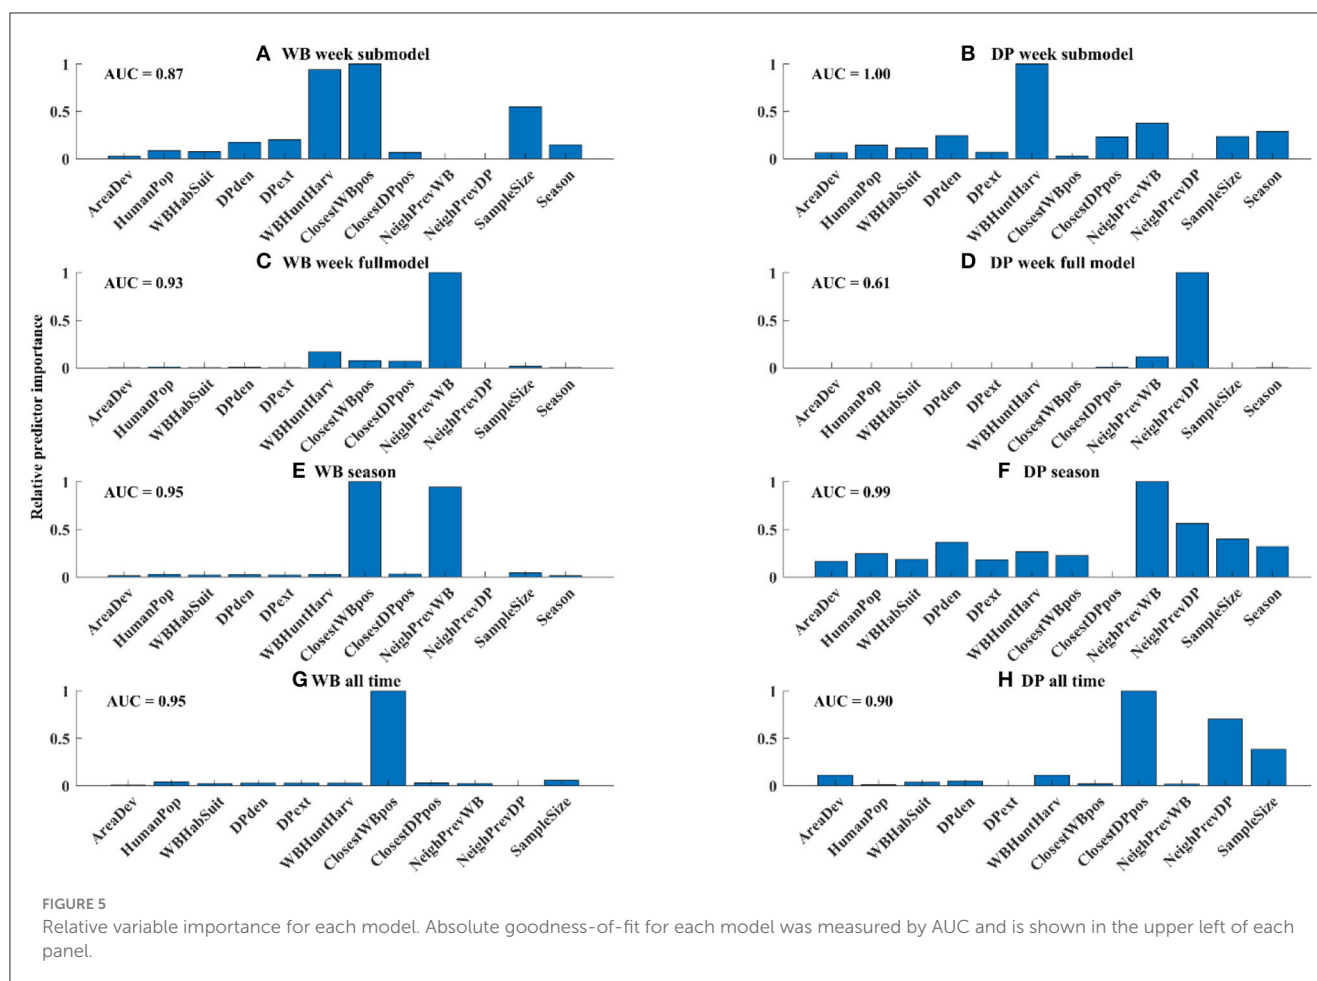 A WB week submodel
AUC = 0.87
1
0.5
0
AreaDev
HumanPop
WBHabSuit
DPden
DPext
WBHuntHarv
ClosestWBpos
ClosestDPpos
NeighPrevWB
NeighPrevDP
SampleSize
Season
B DP week submodel
AUC = 1.00
1
0.5
0
AreaDev
HumanPop
WBHabSuit
DPden
DPext
WBHuntHarv
ClosestWBpos
ClosestDPpos
NeighPrevWB
NeighPrevDP
SampleSize
Season
Relative predictor importance
C WB week fullmodel
AUC = 0.93
1
0.5
0
AreaDev
HumanPop
WBHabSuit
DPden
DPext
WBHuntHarv
ClosestWBpos
ClosestDPpos
NeighPrevWB
NeighPrevDP
SampleSize
Season
D DP week full model
AUC = 0.61
1
0.5
0
AreaDev
HumanPop
WBHabSuit
DPden
DPext
WBHuntHarv
ClosestWBpos
ClosestDPpos
NeighPrevWB
NeighPrevDP
SampleSize
Season
E WB season
AUC = 0.95
1
0.5
0
AreaDev
HumanPop
WBHabSuit
DPden
DPext
WBHuntHarv
ClosestWBpos
ClosestDPpos
NeighPrevWB
NeighPrevDP
SampleSize
Season
F DP season
AUC = 0.99
1
0.5
0
AreaDev
HumanPop
WBHabSuit
DPden
DPext
WBHuntHarv
ClosestWBpos
ClosestDPpos
NeighPrevWB
NeighPrevDP
SampleSize
Season
G WB all time
AUC = 0.95
1
0.5
0
AreaDev
HumanPop
WBHabSuit
DPden
DPext
WBHuntHarv
ClosestWBpos
ClosestDPpos
NeighPrevWB
NeighPrevDP
SampleSize
H DP all time
AUC = 0.90
1
0.5
0
AreaDev
HumanPop
WBHabSuit
DPden
DPext
WBHuntHarv
ClosestWBpos
ClosestDPpos
NeighPrevWB
NeighPrevDP
SampleSize
FIGURE 5
Relative variable importance for each model. Absolute goodness-of-fit for each model was measured by AUC and is shown in the upper left of each
panel.